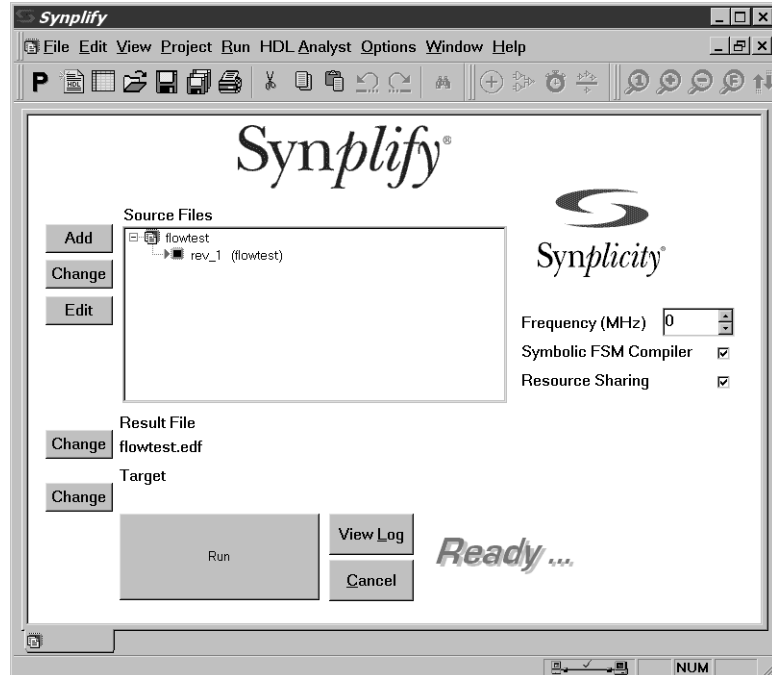 Synplify
File Edit View Project Run HDL Analyst Options Window Help
P
HDL
1
F
Synplify®
Source Files
Add
flowtest
rev_1 (flowtest)
Change
Edit
Synplicity®
Frequency (MHz) 0
Symbolic FSM Compiler
Resource Sharing
Result File
Change flowtest.edf
Target
Change
Run
View Log
Cancel
Ready ...
NUM